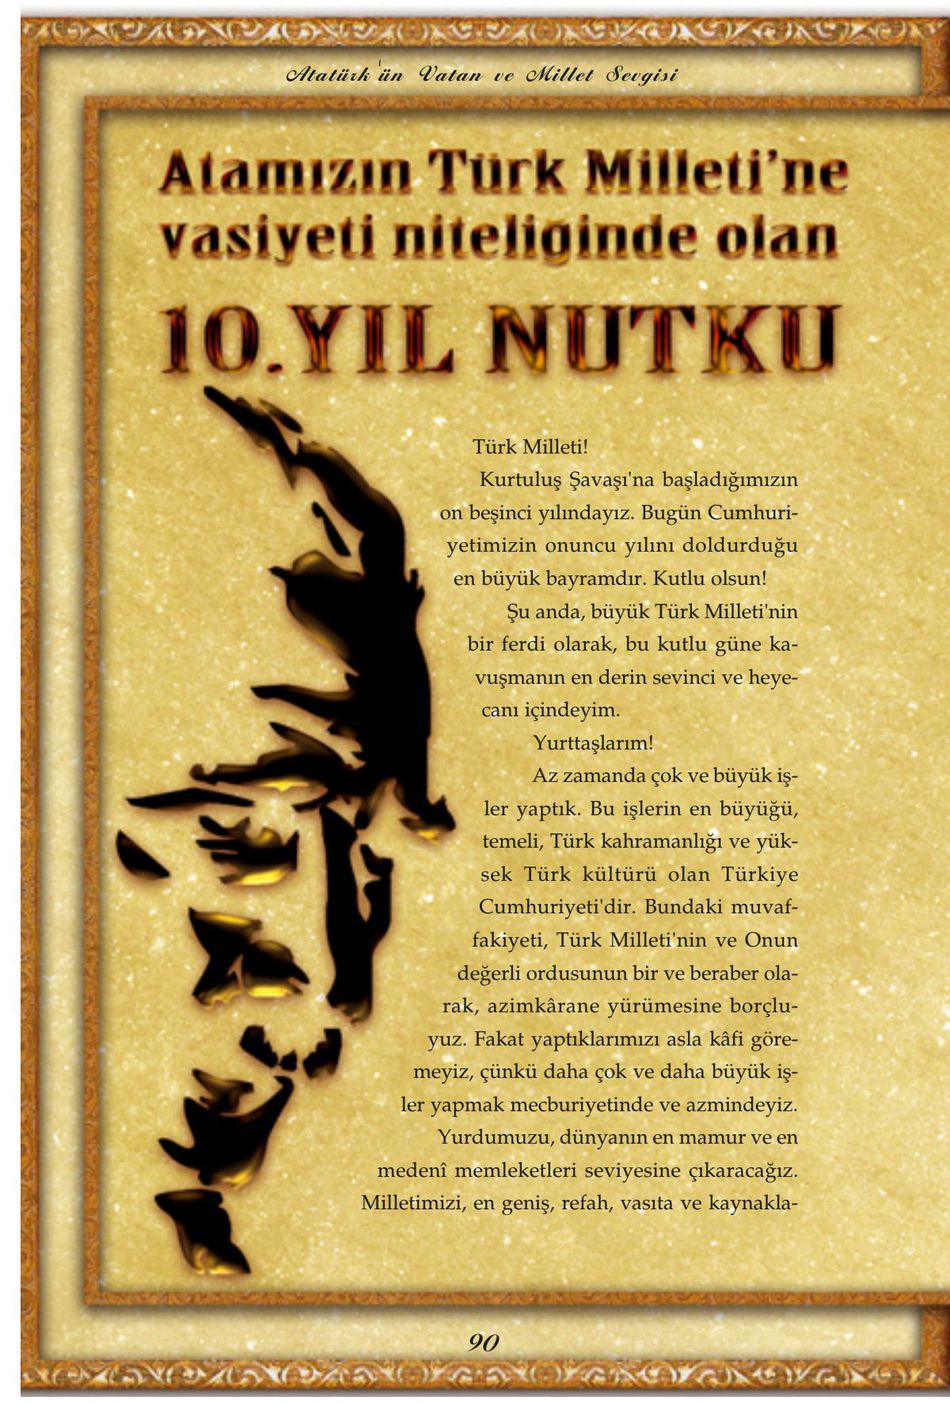 Atatürk'ün Vatan ve Millet Sevgisi
Atamızın Türk Milleti'ne
vasiyeti niteliğinde olan
10.YIL NUTKU
Türk Milleti!
Kurtuluş Şavaşı'na başladığımızın
on beşinci yılındayız. Bugün Cumhuri-
yetimizin onuncu yılını doldurduğu
en büyük bayramdır. Kutlu olsun!
Şu anda, büyük Türk Milleti'nin
bir ferdi olarak, bu kutlu güne ka-
vuşmanın en derin sevinci ve heye-
canı içindeyim.
Yurttaşlarım!
Az zamanda çok ve büyük iş-
ler yaptık. Bu işlerin en büyüğü,
temeli, Türk kahramanlığı ve yük-
sek Türk kültürü olan Türkiye
Cumhuriyeti'dir. Bundaki muvaf-
fakiyeti, Türk Milleti'nin ve Onun
değerli ordusunun bir ve beraber ola-
rak, azimkârane yürümesine borçlu-
yuz. Fakat yaptıklarımızı asla kâfi göre-
meyiz, çünkü daha çok ve daha büyük iş-
ler yapmak mecburiyetinde ve azmindeyiz.
Yurdumuzu, dünyanın en mamur ve en
medenî memleketleri seviyesine çıkaracağız.
Milletimizi, en geniş, refah, vasıta ve kaynakla-
90